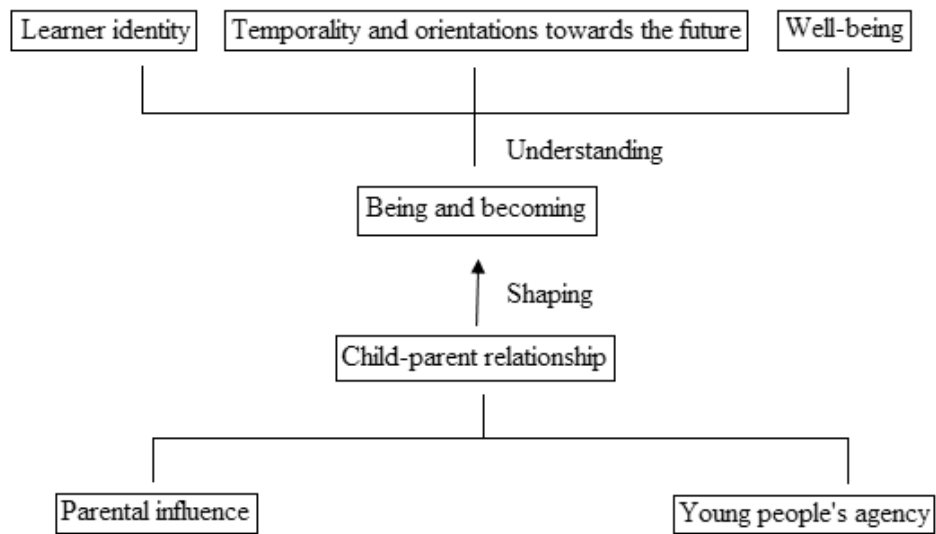 Learner identity
Temporality and orientations towards the future
Well-being
Understanding
Being and becoming
Shaping
Child-parent relationship
Parental influence
Young people's agency